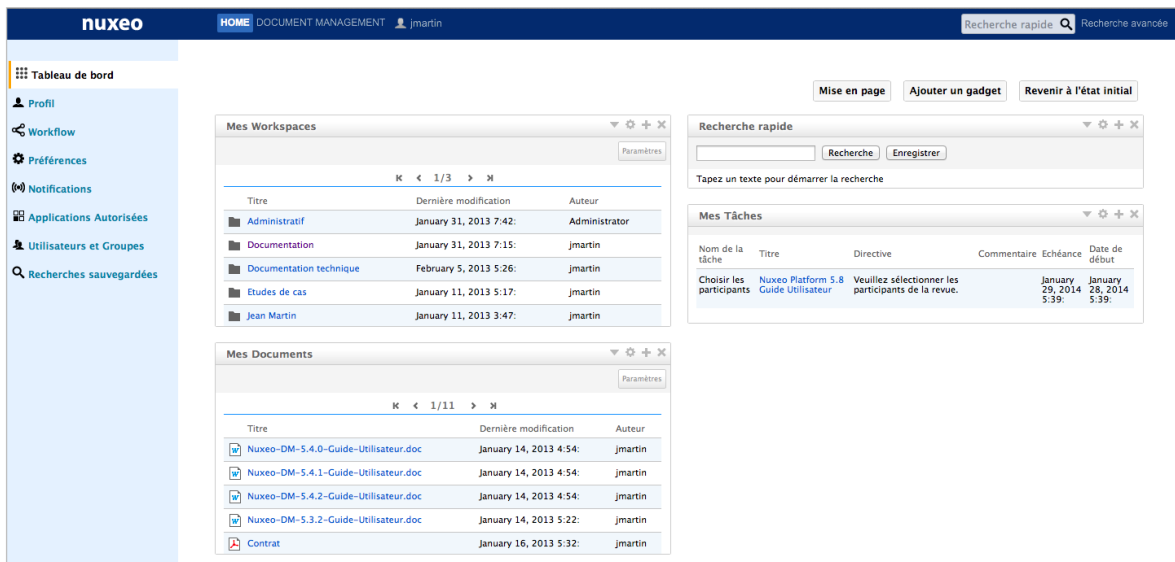 nuxeo HOME DOCUMENT MANAGEMENT jmartin Recherche rapide Recherche avancée
Tableau de bord
Profil
Workflow
Préférences
Notifications
Applications Autorisées
Utilisateurs et Groupes
Recherches sauvegardées
Mise en page Ajouter un gadget Revenir à l'état initial
Mes Workspaces
Paramètres
1/3
Titre Dernière modification Auteur
Administratif January 31, 2013 7:42: Administrator
Documentation January 31, 2013 7:15: jmartin
Documentation technique February 5, 2013 5:26: jmartin
Etudes de cas January 11, 2013 5:17: jmartin
Jean Martin January 11, 2013 3:47: jmartin
Mes Documents
Paramètres
1/11
Titre Dernière modification Auteur
Nuxeo-DM-5.4.0-Guide-Utilisateur.doc January 14, 2013 4:54: jmartin
Nuxeo-DM-5.4.1-Guide-Utilisateur.doc January 14, 2013 4:54: jmartin
Nuxeo-DM-5.4.2-Guide-Utilisateur.doc January 14, 2013 4:54: jmartin
Nuxeo-DM-5.3.2-Guide-Utilisateur.doc January 14, 2013 5:22: jmartin
Contrat January 16, 2013 5:32: jmartin
Recherche rapide
Recherche Enregistrer
Tapez un texte pour démarrer la recherche
Mes Tâches
Nom de la Date de
tâche Titre Directive Commentaire Echéance début
Choisir les Nuxeo Platform 5.8 Veuillez sélectionner les January January
participants Guide Utilisateur participants de la revue. 29, 2014 28, 2014
5:39: 5:39: